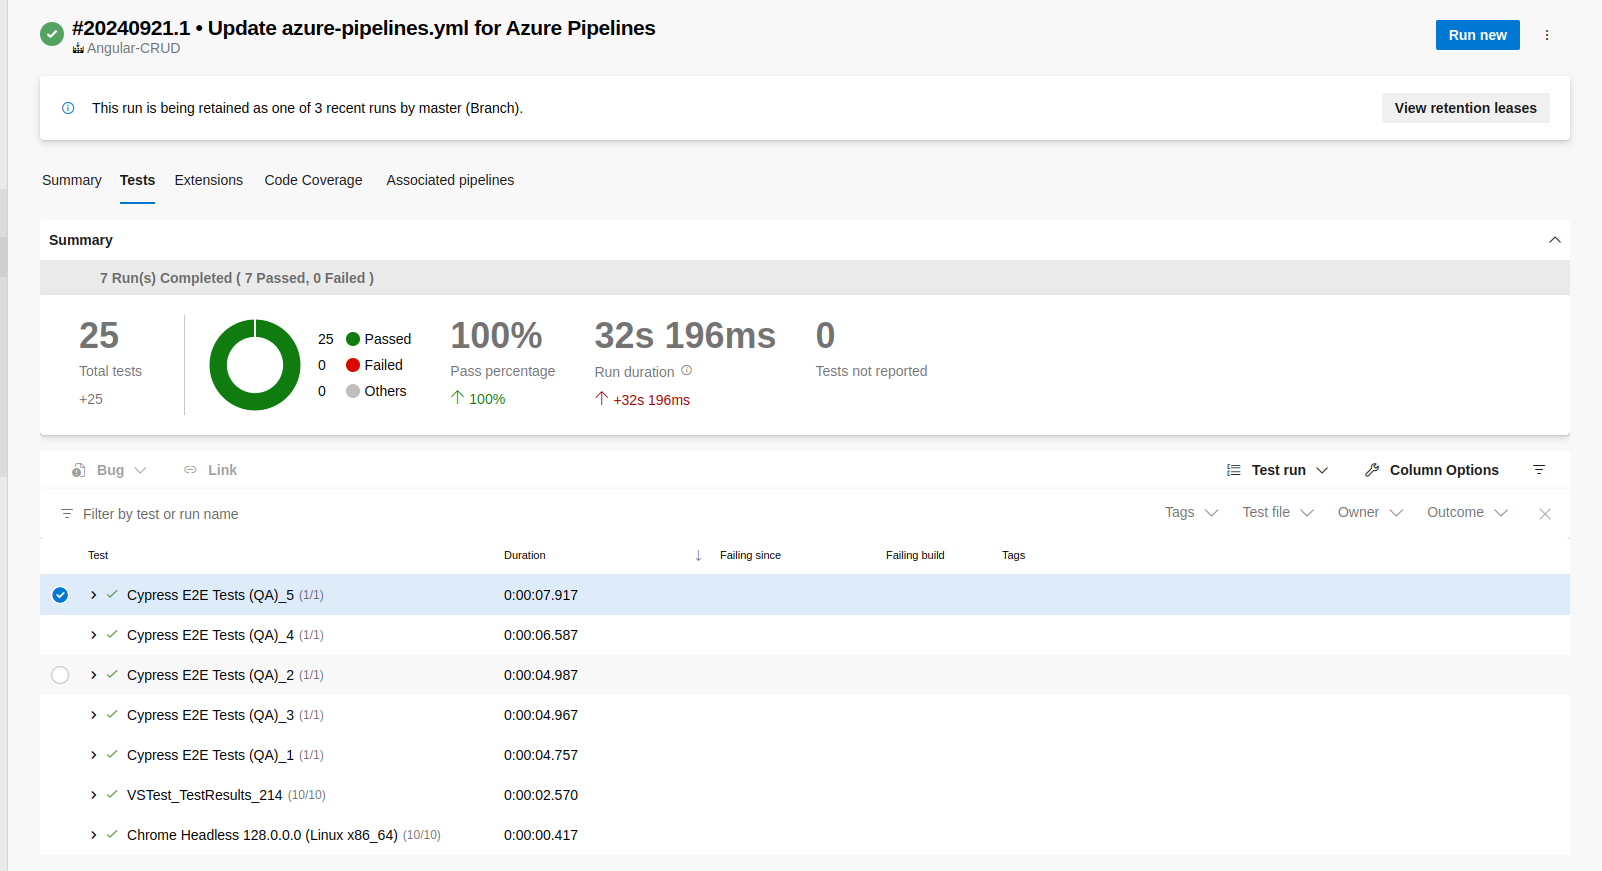 #20240921.1 • Update azure-pipelines.yml for Azure Pipelines
Angular-CRUD
Run new
This run is being retained as one of 3 recent runs by master (Branch).
View retention leases
Summary Tests Extensions Code Coverage Associated pipelines
Summary
7 Run(s) Completed ( 7 Passed, 0 Failed )
25
Total tests
+25
25 Passed
0 Failed
0 Others
100%
Pass percentage
100%
32s 196ms
Run duration
+32s 196ms
0
Tests not reported
Bug Link Test run Column Options
Filter by test or run name Tags Test file Owner Outcome
Test Duration Failing since Failing build Tags
Cypress E2E Tests (QA)_5 (1/1) 0:00:07.917
Cypress E2E Tests (QA)_4 (1/1) 0:00:06.587
Cypress E2E Tests (QA)_2 (1/1) 0:00:04.987
Cypress E2E Tests (QA)_3 (1/1) 0:00:04.967
Cypress E2E Tests (QA)_1 (1/1) 0:00:04.757
VSTest_TestResults_214 (10/10) 0:00:02.570
Chrome Headless 128.0.0.0 (Linux x86_64) (10/10) 0:00:00.417